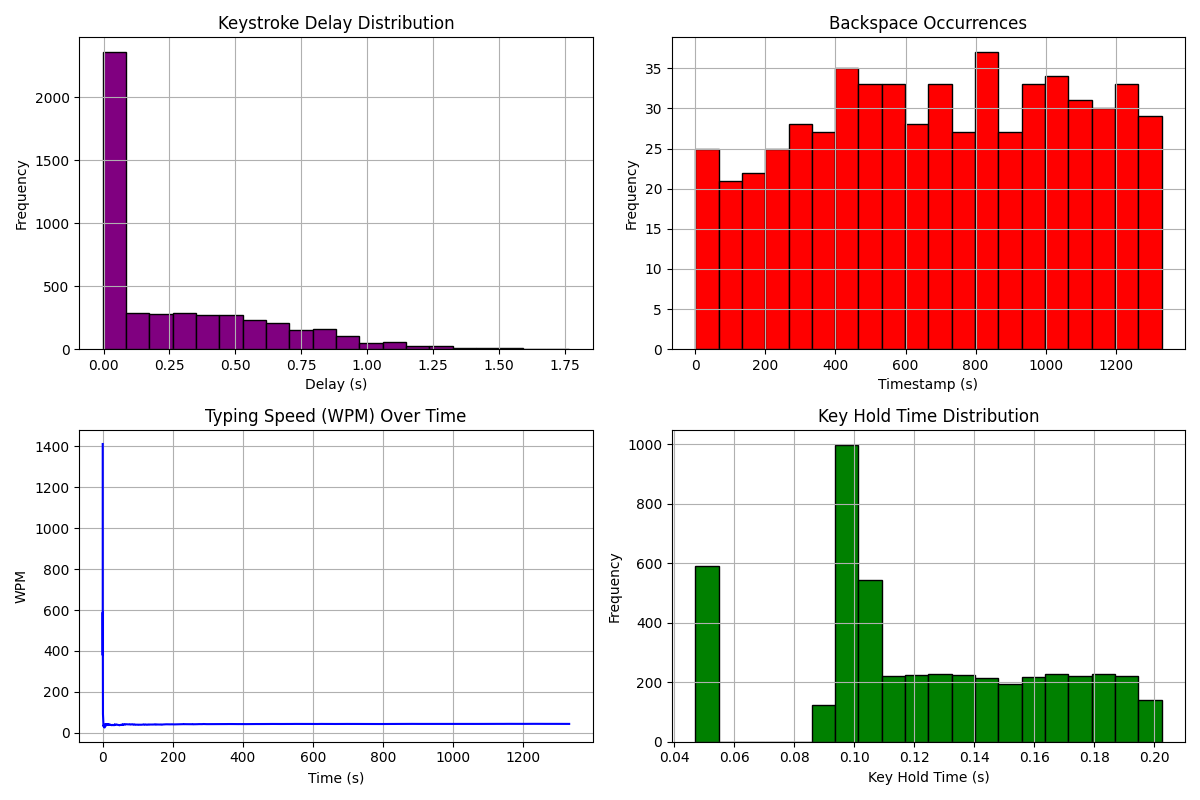 Keystroke Delay Distribution
Frequency
2000
1500
1000
500
0
0.00 0.25 0.50 0.75 1.00 1.25 1.50 1.75
Delay (s)
Backspace Occurrences
Frequency
35
30
25
20
15
10
5
0
0 200 400 600 800 1000 1200
Timestamp (s)
Typing Speed (WPM) Over Time
WPM
1400
1200
1000
800
600
400
200
0
0 200 400 600 800 1000 1200
Time (s)
Key Hold Time Distribution
Frequency
1000
800
600
400
200
0
0.04 0.06 0.08 0.10 0.12 0.14 0.16 0.18 0.20
Key Hold Time (s)